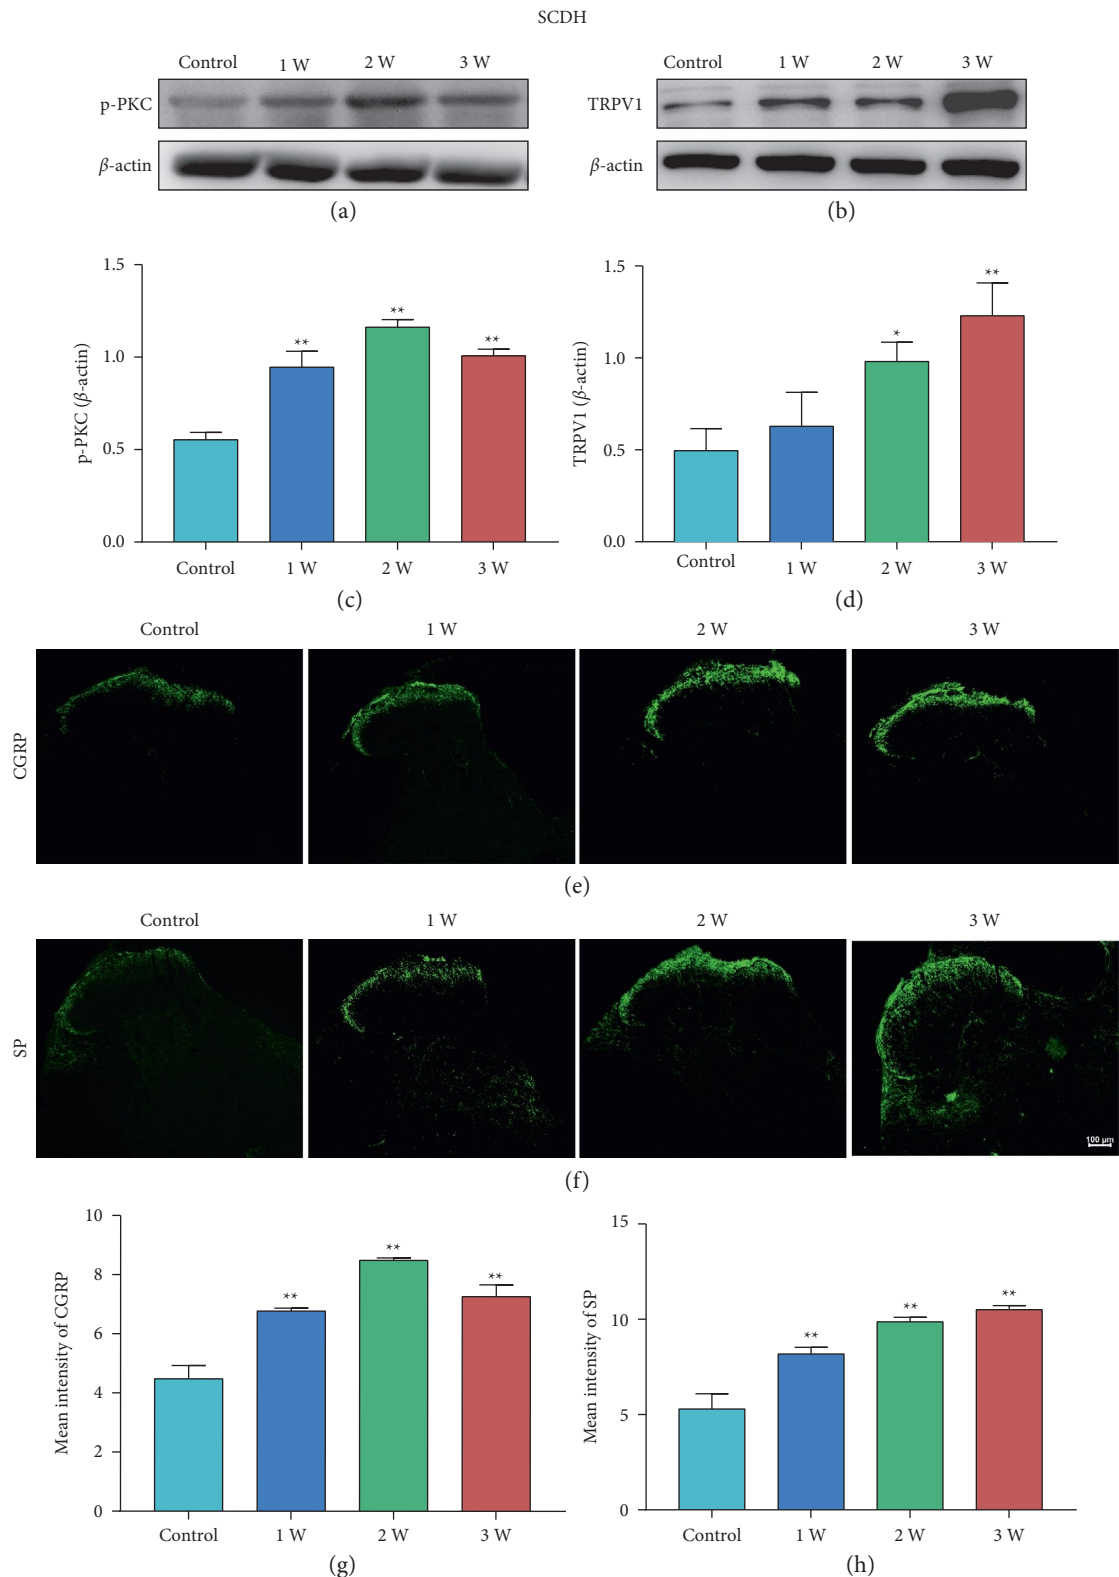 SCDH
Control 1 W 2 W 3 W
p-PKC
β-actin
(a)
Control 1 W 2 W 3 W
TRPV1
β-actin
(b)
1.5
1.0
0.5
0.0
p-PKC (β-actin)
** ** **
Control 1 W 2 W 3 W
(c)
1.5
1.0
0.5
0.0
TRPV1 (β-actin)
* **
Control 1 W 2 W 3 W
(d)
Control 1 W 2 W 3 W
CGRP
(e)
Control 1 W 2 W 3 W
SP
100 μm
(f)
10
8
6
4
2
0
Mean intensity of CGRP
** ** **
Control 1 W 2 W 3 W
(g)
15
10
5
0
Mean intensity of SP
** ** **
Control 1 W 2 W 3 W
(h)